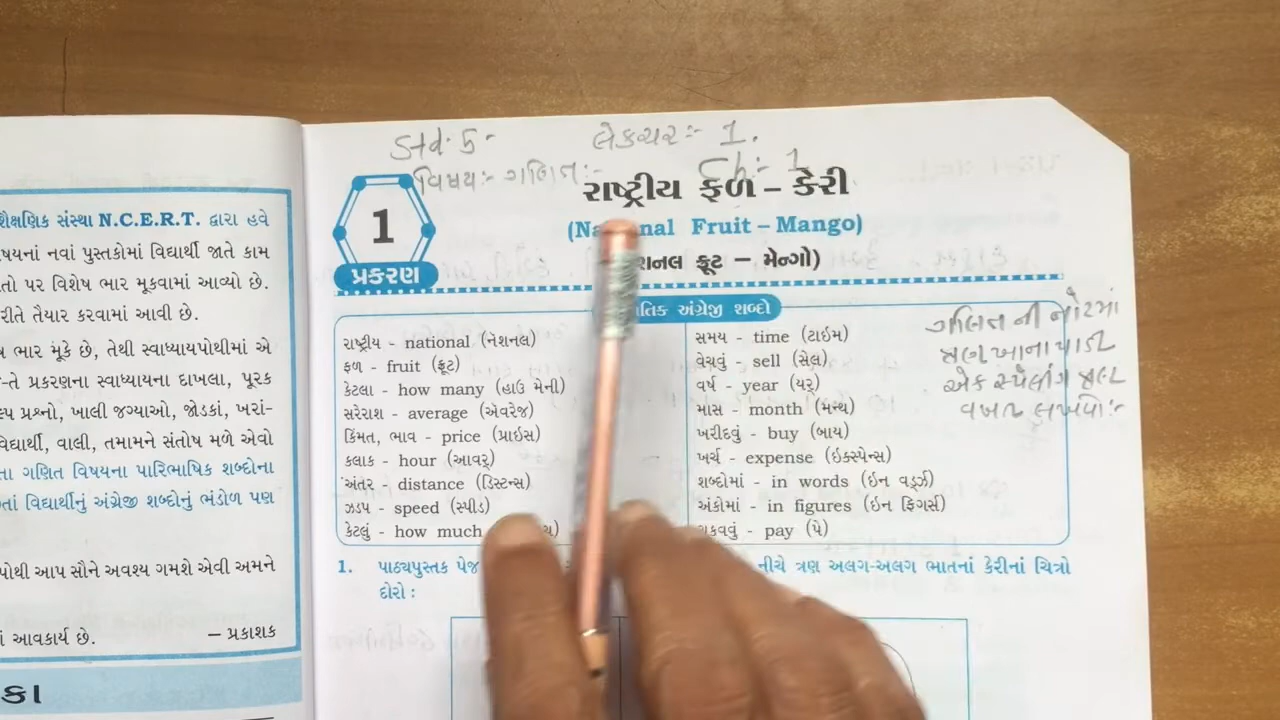 શૈક્ષણિક સંસ્થા N.C.E.R.T. દ્વારા હવે
ષયનાં નવાં પુસ્તકોમાં વિદ્યાર્થી જાતે કામ
તો પર વિશેષ ભાર મૂકવામાં આવ્યો છે.
રીતે તૈયાર કરવામાં આવી છે.
ભાર મૂકે છે, તેથી સ્વાધ્યાયપોથીમાં એ
-તે પ્રકરણના સ્વાધ્યાયના દાખલા, પૂરક
પ્રશ્નો, ખાલી જગ્યાઓ, જોડકાં, ખરાં-
વિદ્યાર્થી, વાલી, તમામને સંતોષ મળે એવો
તા ગણિત વિષયના પારિભાષિક શબ્દોના
તાં વિદ્યાર્થીનું અંગ્રેજી શબ્દોનું ભંડોળ પણ
પોથી આપ સૌને અવશ્ય ગમશે એવી અમને
આવકાર્ય છે. – પ્રકાશક
કા
Std 5:- લેકચર:- 1.
વિષય:- ગણિત:- Ch:- 1
1
પ્રકરણ
રાષ્ટ્રીય ફળ – કેરી
(Na nal Fruit – Mango)
શનલ ફ્રૂટ – મેન્ગો)
તિક અંગ્રેજી શબ્દો
રાષ્ટ્રીય - national (નૅશનલ)
ફળ - fruit (ફ્રૂટ)
કેટલા - how many (હાઉ મેની)
સરેરાશ - average (ઍવરેજ)
કિંમત, ભાવ - price (પ્રાઇસ)
કલાક - hour (આવર્)
અંતર - distance (ડિસ્ટન્સ)
ઝડપ - speed (સ્પીડ)
કેટલું - how much
સમય - time (ટાઇમ)
વેચવું - sell (સેલ)
વર્ષ - year (યર્)
માસ - month (મન્થ)
ખરીદવું - buy (બાય)
ખર્ચ - expense (ઇક્સ્પેન્સ)
શબ્દોમાં - in words (ઇન વર્ડ્ઝ)
અંકોમાં - in figures (ઇન ફિગર્સ)
ચૂકવવું - pay (પે)
ગણિત ની નોટમાં
ત્રણ ખાના પાડી
એક સ્પેલીંગ ત્રણ
વખત લખવો:-
1. પાઠ્યપુસ્તક પેજ નીચે ત્રણ અલગ-અલગ ભાતનાં કેરીનાં ચિત્રો
દોરો :